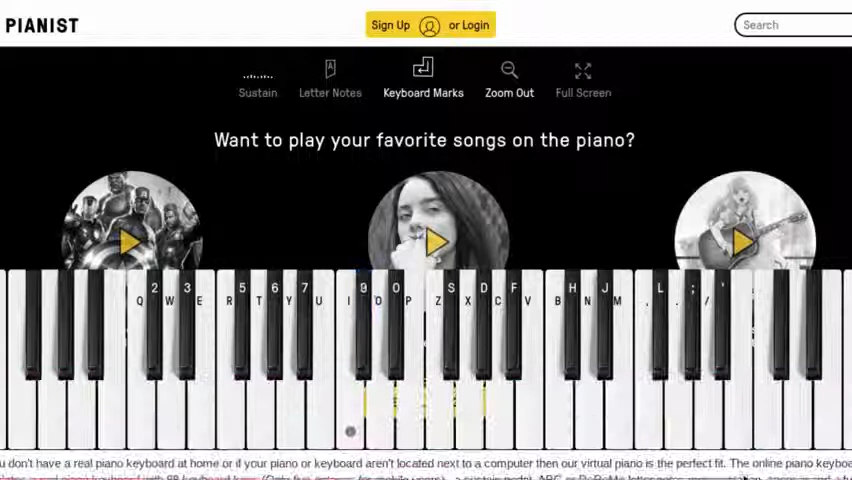 PIANIST
Sign Up or Login
Search
Sustain Letter Notes Keyboard Marks Zoom Out Full Screen
Want to play your favorite songs on the piano?
2 3 5 6 7 9 0 S D F H J L ; '
Q W E R T Y U I O P Z X C V B N M , . /
u don't have a real piano keyboard at home or if your piano or keyboard aren't located next to a computer then our virtual piano is the perfect fit. The online piano keyboa